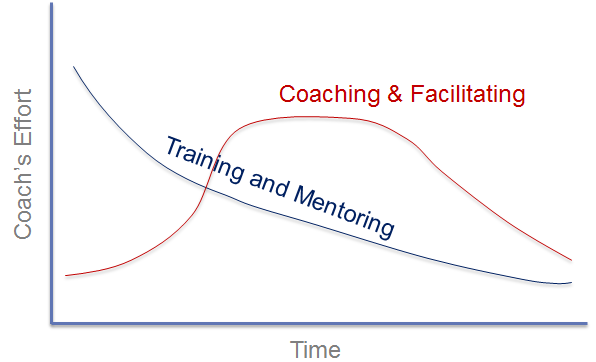 Coaching & Facilitating
Training and Mentoring
Coach's Effort
Time